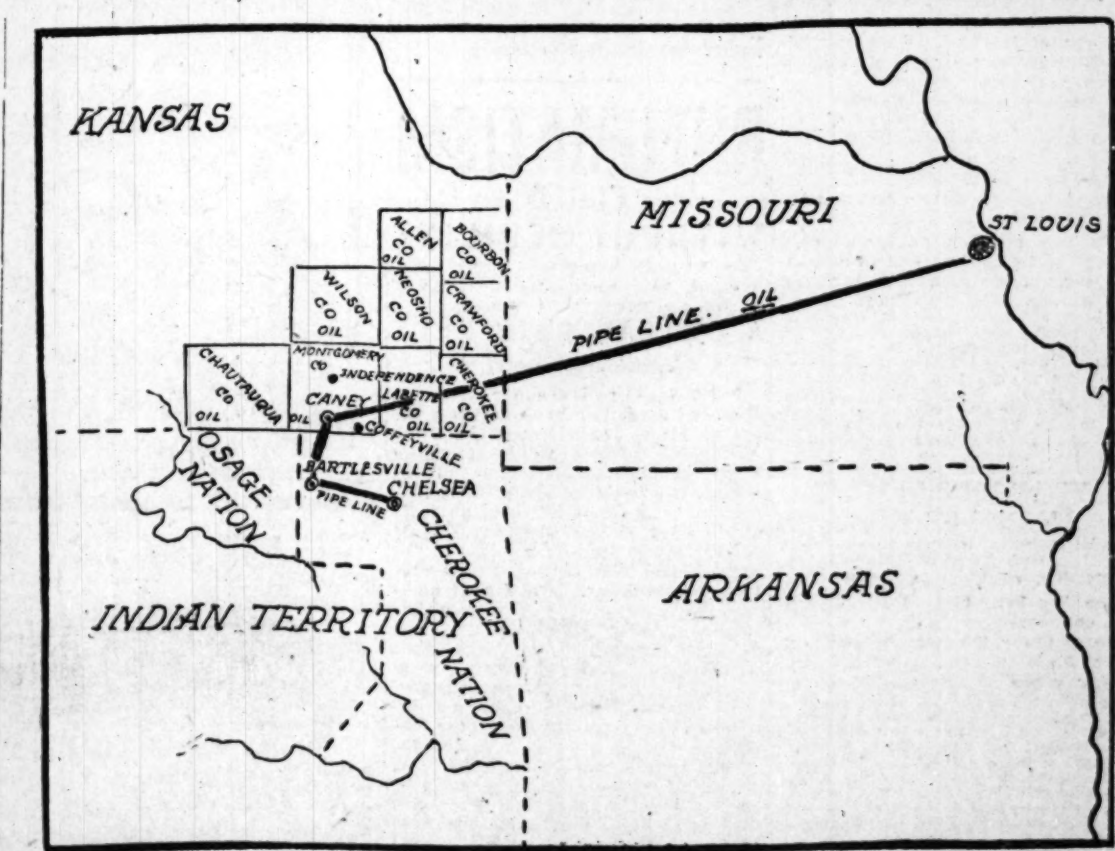 KANSAS
MISSOURI
ST LOUIS
ALLEN
CO
OIL
BOURBON
CO
OIL
WILSON
CO
OIL
NEOSHO
CO
OIL
CRAWFORD
CO
OIL
PIPE LINE. OIL
CHAUTAUQUA
CO
OIL
MONTGOMERY
CO
INDEPENDENCE
CANEY
OIL
LABETTE
CO
OIL
CHEROKEE
CO
OIL
COFFEYVILLE
OSAGE
NATION
BARTLESVILLE
CHELSEA
PIPE LINE
CHEROKEE
NATION
INDIAN TERRITORY
ARKANSAS